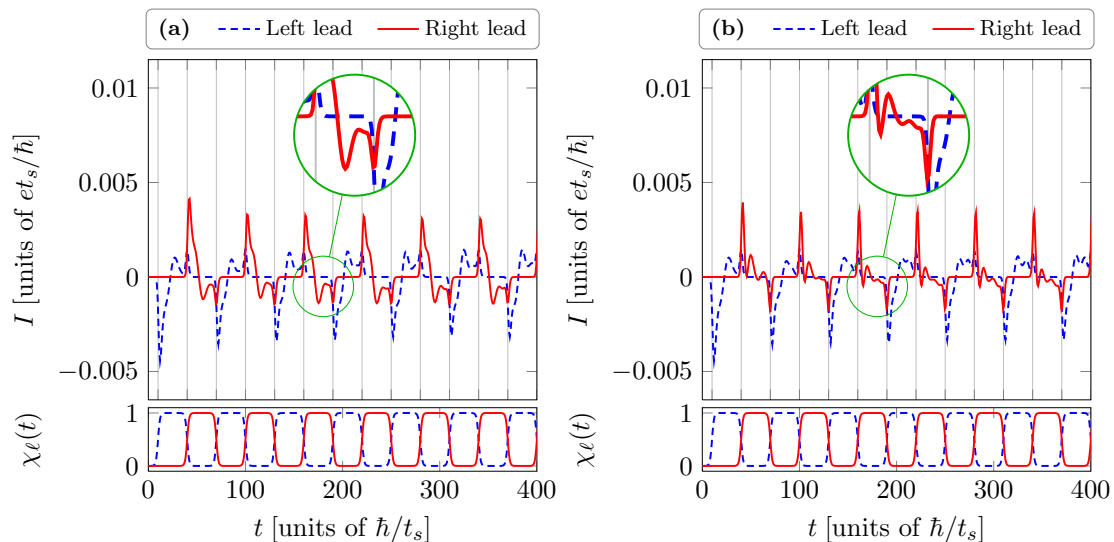 (a) Left lead Right lead
0.01
0.005
0
−0.005
I [units of et_s/ħ]
1
0
χ_ℓ(t)
0 100 200 300 400
t [units of ħ/t_s]
(b) Left lead Right lead
0.01
0.005
0
−0.005
I [units of et_s/ħ]
1
0
χ_ℓ(t)
0 100 200 300 400
t [units of ħ/t_s]